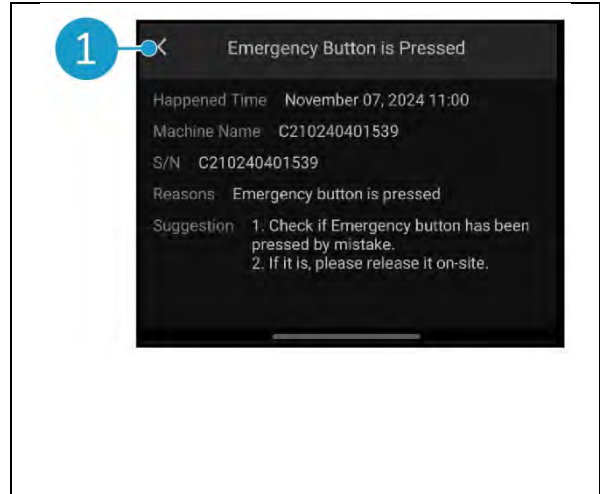 1
Emergency Button is Pressed
Happened Time November 07, 2024 11:00
Machine Name C210240401539
S/N C210240401539
Reasons Emergency button is pressed
Suggestion 1. Check if Emergency button has been
pressed by mistake.
2. If it is, please release it on-site.